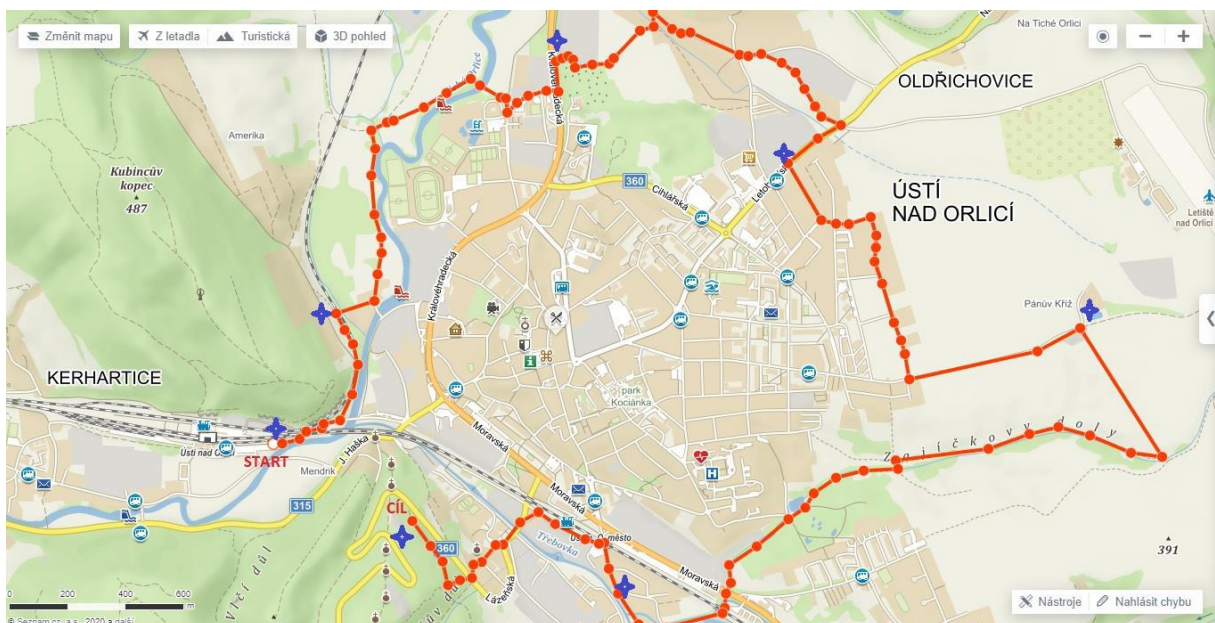 Změnit mapu
Z letadla
Turistická
3D pohled
Na Tiché Orlici
OLDŘICHOVICE
Královéhradecká
Amerika
Kubincův
kopec
487
360
Cihlářská
ÚSTÍ
NAD ORLICÍ
Letiště
nad Orlicí
Královéhradecká
Pánův Kříž
KERHARTICE
park
Kociánka
Ústí nad
START
J. Haška
Mendrik
Moravská
Zajíčkovy doly
315
CÍL
360
Moravská
Třebovka
město
391
Moravská
Lázeňská
Vlčí důl
0 200 400 600
m
Nástroje
Nahlásit chybu
© Seznam.cz, a.s., 2020 a další